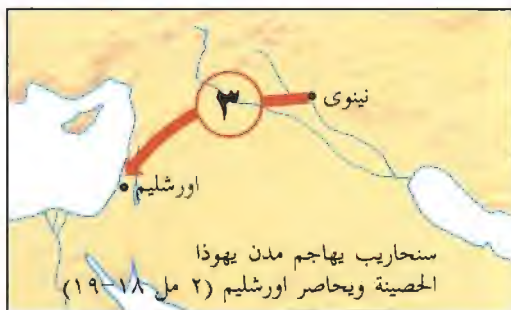 ٣
نينوى
اورشليم
سنحاريب يهاجم مدن يهوذا
الحصينة ويحاصر اورشليم (٢ مل ١٨-١٩)